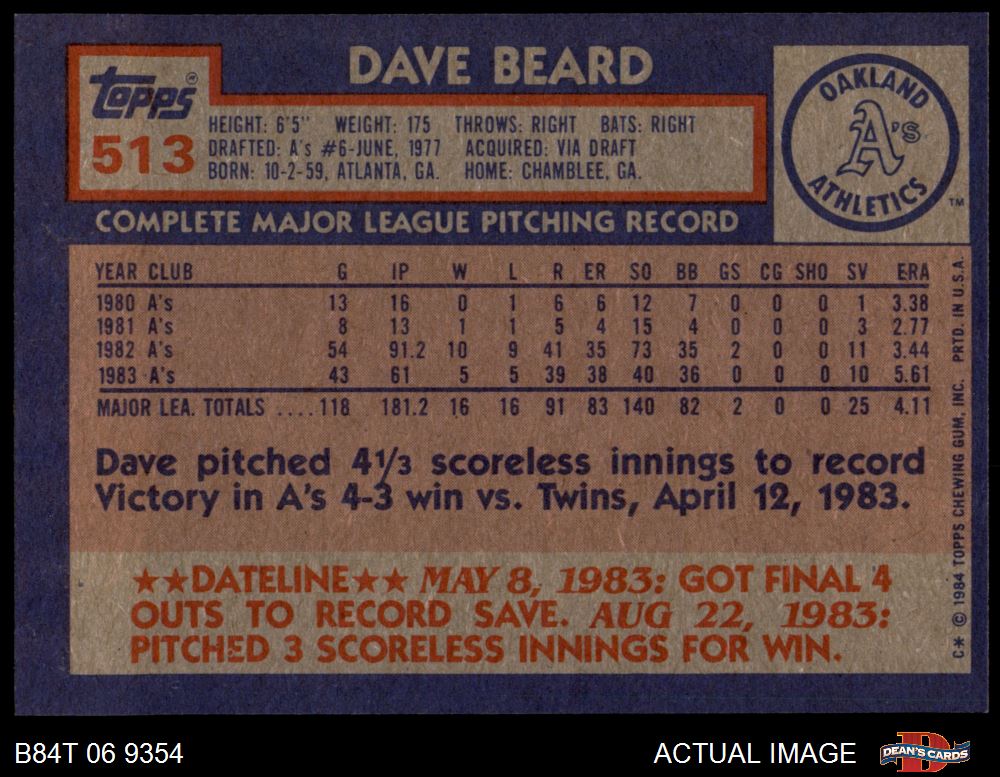 DAVE BEARD
Topps ®
513
HEIGHT: 6'5" WEIGHT: 175 THROWS: RIGHT BATS: RIGHT
DRAFTED: A's #6-JUNE, 1977 ACQUIRED: VIA DRAFT
BORN: 10-2-59, ATLANTA, GA. HOME: CHAMBLEE, GA.
OAKLAND
A's
ATHLETICS
TM
COMPLETE MAJOR LEAGUE PITCHING RECORD
YEAR CLUB G IP W L R ER SO BB GS CG SHO SV ERA
1980 A's 13 16 0 1 6 6 12 7 0 0 0 1 3.38
1981 A's 8 13 1 1 5 4 15 4 0 0 0 3 2.77
1982 A's 54 91.2 10 9 41 35 73 35 2 0 0 11 3.44
1983 A's 43 61 5 5 39 38 40 36 0 0 0 10 5.61
MAJOR LEA. TOTALS ....118 181.2 16 16 91 83 140 82 2 0 0 25 4.11
Dave pitched 4 1/3 scoreless innings to record
Victory in A's 4-3 win vs. Twins, April 12, 1983.
★★DATELINE★★ MAY 8, 1983: GOT FINAL 4
OUTS TO RECORD SAVE. AUG 22, 1983:
PITCHED 3 SCORELESS INNINGS FOR WIN.
C* © 1984 TOPPS CHEWING GUM, INC. PRTD. IN U.S.A.
B84T 06 9354
ACTUAL IMAGE
DEAN'S CARDS